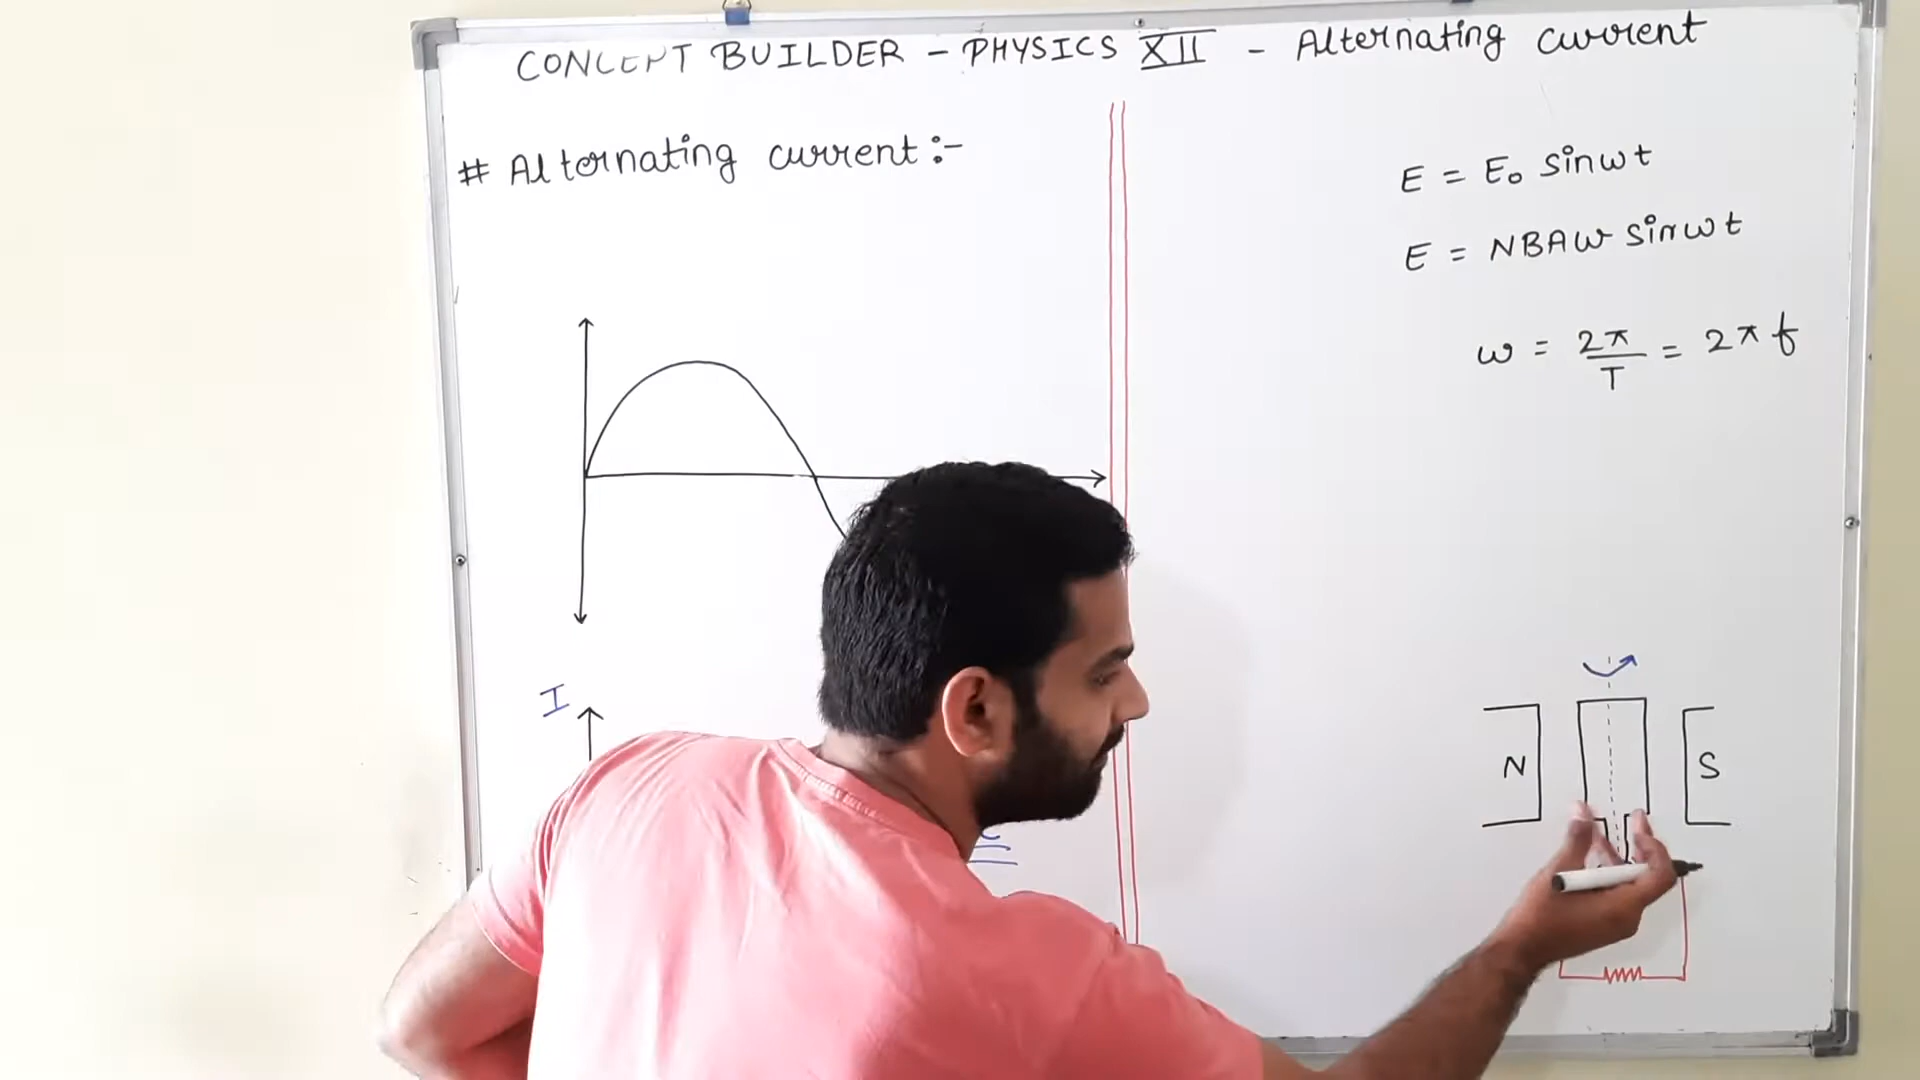 CONCEPT BUILDER - PHYSICS XII - Alternating current
# Alternating current :-
I
E = E₀ sinωt
E = NBAω sinωt
ω = 2π/T = 2πf
N S